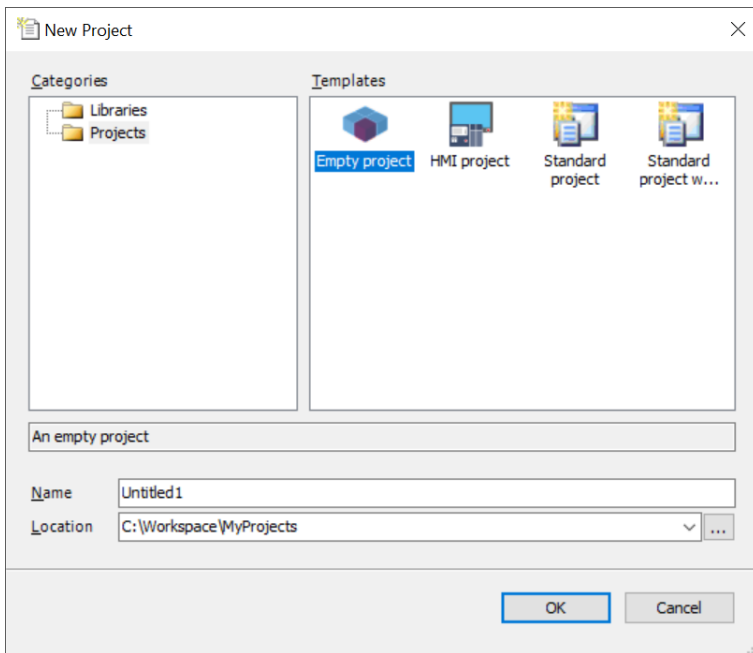 New Project
Categories
Templates
Libraries
Projects
Empty project
HMI project
Standard
project
Standard
project w...
An empty project
Name
Untitled1
Location
C:\Workspace\MyProjects
...
OK
Cancel